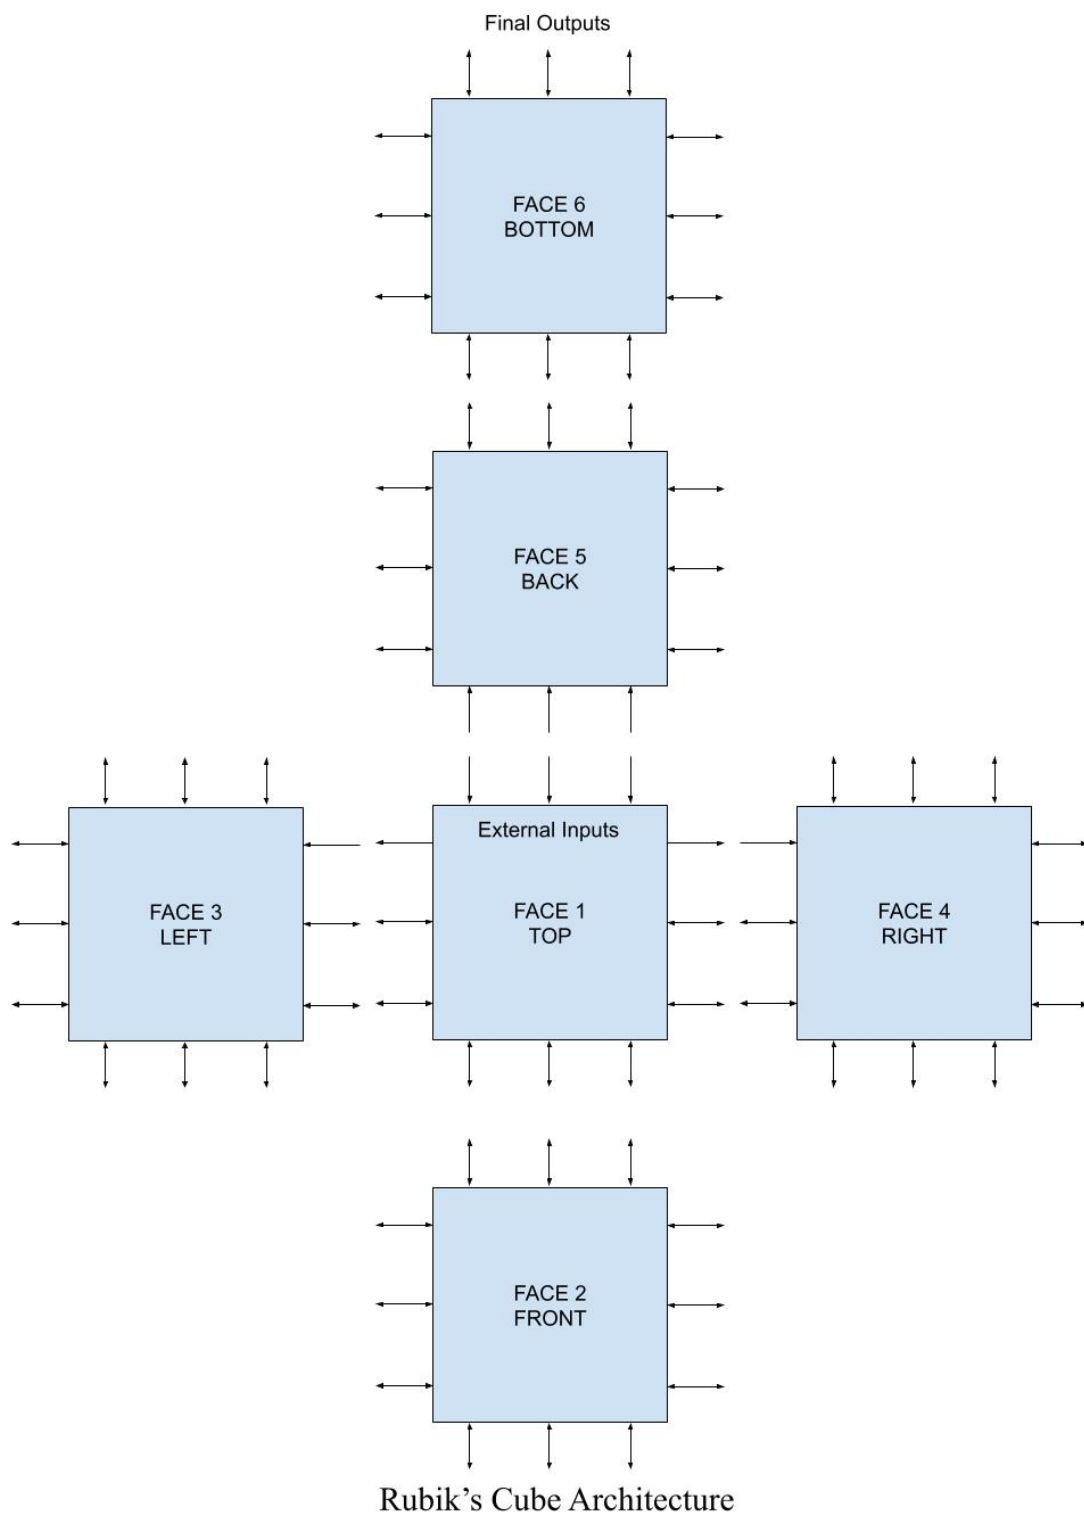 Final Outputs
FACE 6
BOTTOM
FACE 5
BACK
External Inputs
FACE 3
LEFT
FACE 1
TOP
FACE 4
RIGHT
FACE 2
FRONT
Rubik’s Cube Architecture